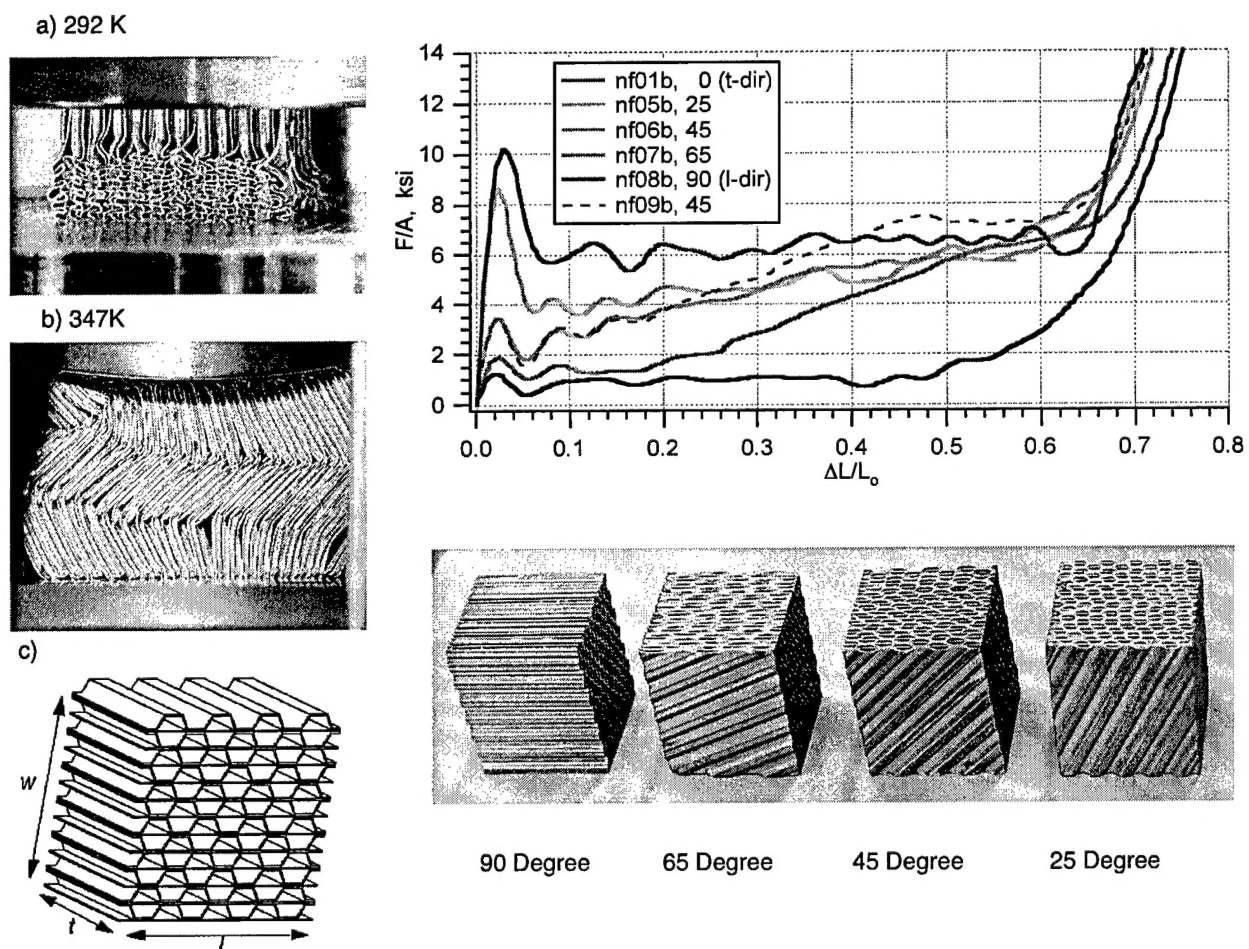 a) 292 K
b) 347K
c)
w
t
l
14
12
10
8
6
4
2
0
F/A, ksi
nf01b, 0 (t-dir)
nf05b, 25
nf06b, 45
nf07b, 65
nf08b, 90 (l-dir)
nf09b, 45
0.0 0.1 0.2 0.3 0.4 0.5 0.6 0.7 0.8
ΔL/Lo
90 Degree 65 Degree 45 Degree 25 Degree